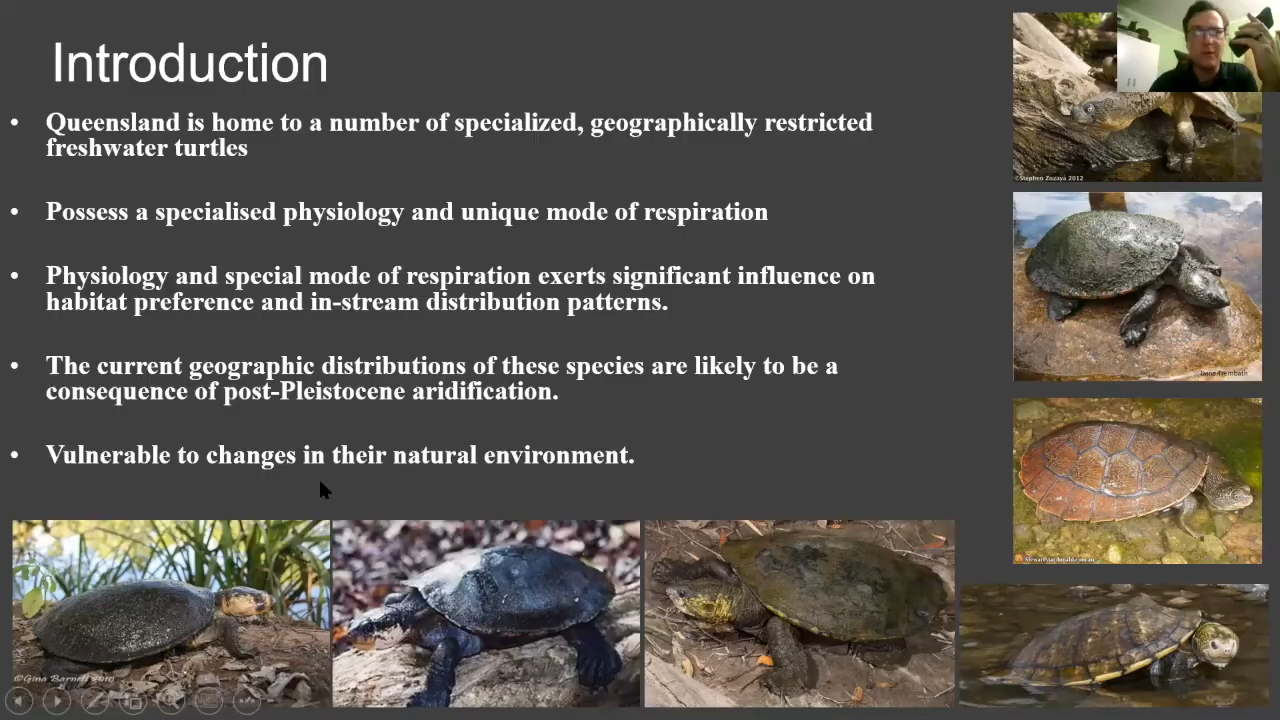 Introduction
• Queensland is home to a number of specialized, geographically restricted
freshwater turtles
• Possess a specialised physiology and unique mode of respiration
• Physiology and special mode of respiration exerts significant influence on
habitat preference and in-stream distribution patterns.
• The current geographic distributions of these species are likely to be a
consequence of post-Pleistocene aridification.
• Vulnerable to changes in their natural environment.
©Stephen Zozaya 2012
Dane Trembath
©Gina Barnett 2010